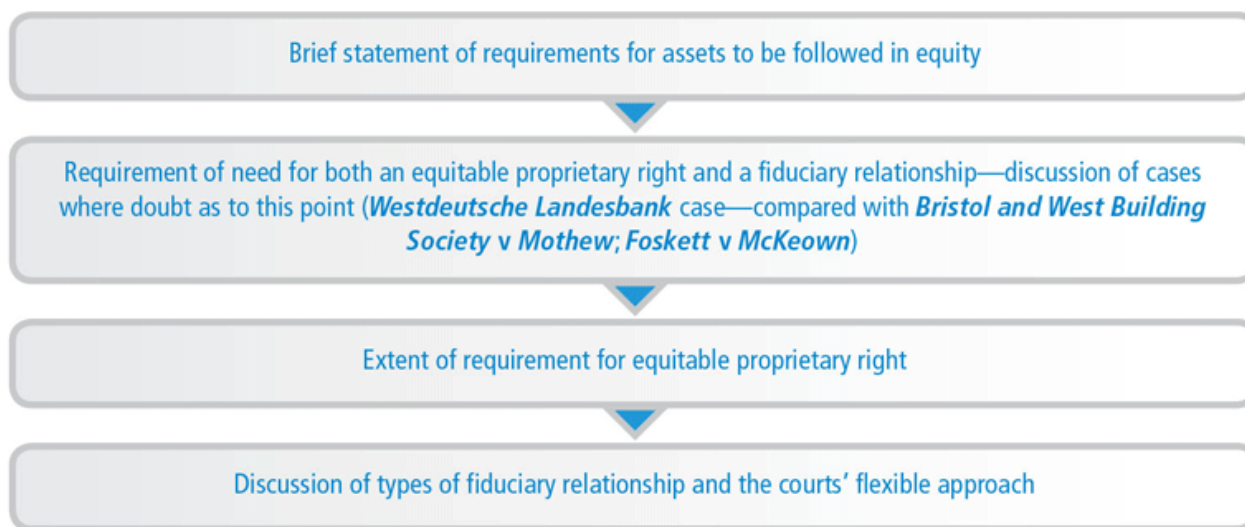 Brief statement of requirements for assets to be followed in equity
Requirement of need for both an equitable proprietary right and a fiduciary relationship—discussion of cases
where doubt as to this point (Westdeutsche Landesbank case—compared with Bristol and West Building
Society v Mothew; Foskett v McKeown)
Extent of requirement for equitable proprietary right
Discussion of types of fiduciary relationship and the courts’ flexible approach